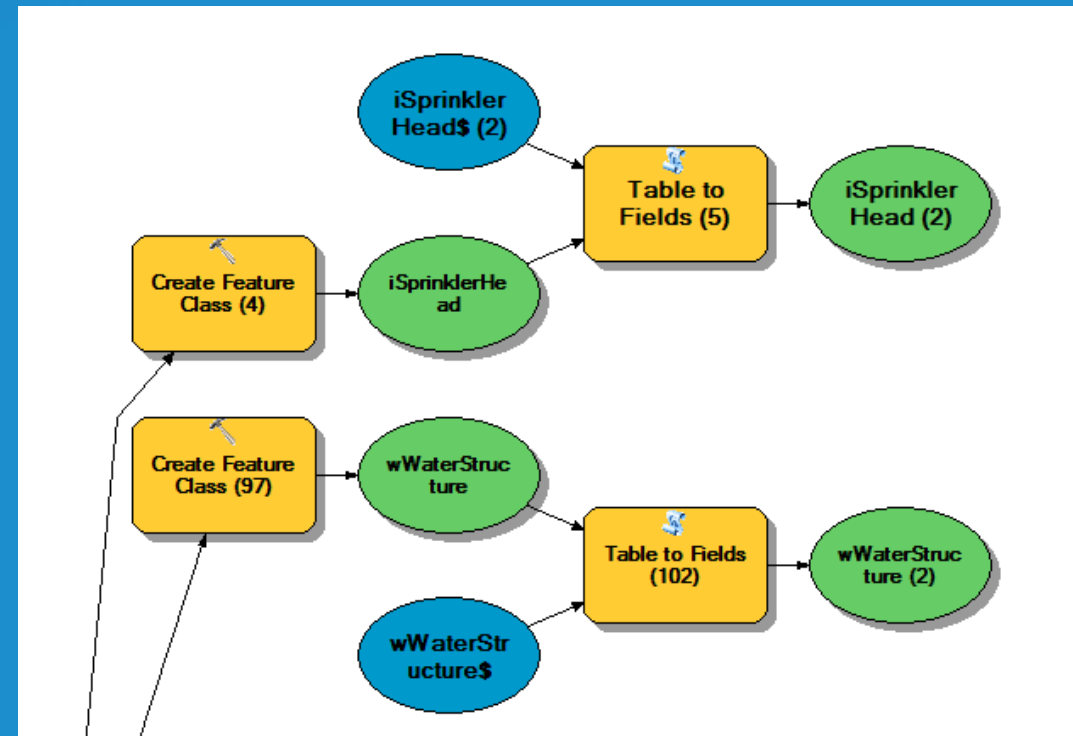 iSprinkler
Head$ (2)
Table to
Fields (5)
iSprinkler
Head (2)
Create Feature
Class (4)
iSprinklerHe
ad
Create Feature
Class (97)
wWaterStruc
ture
Table to Fields
(102)
wWaterStruc
ture (2)
wWaterStr
ucture$